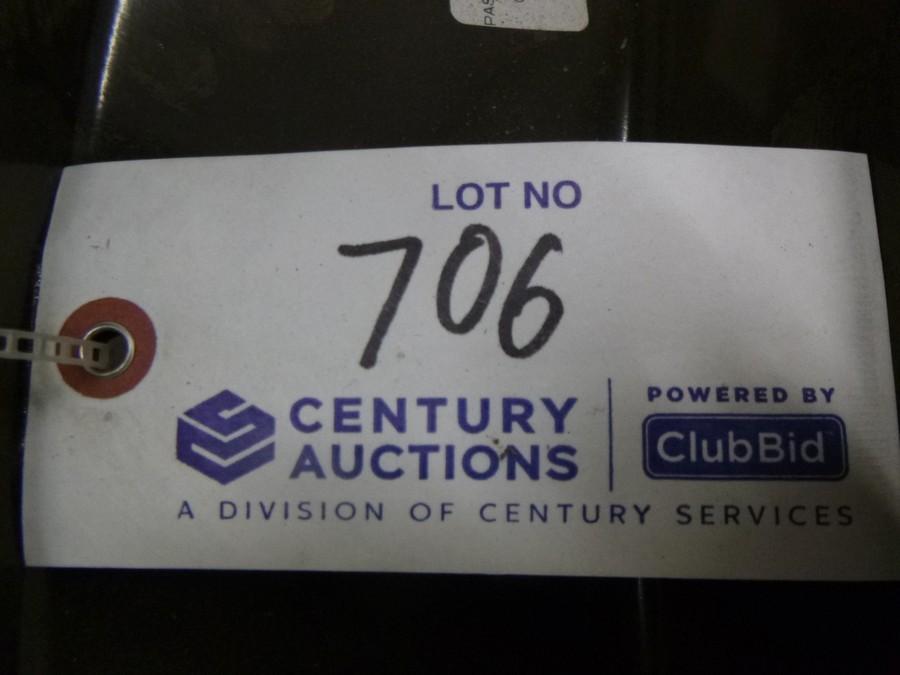 LOT NO
706
CENTURY
AUCTIONS
POWERED BY
ClubBid
A DIVISION OF CENTURY SERVICES